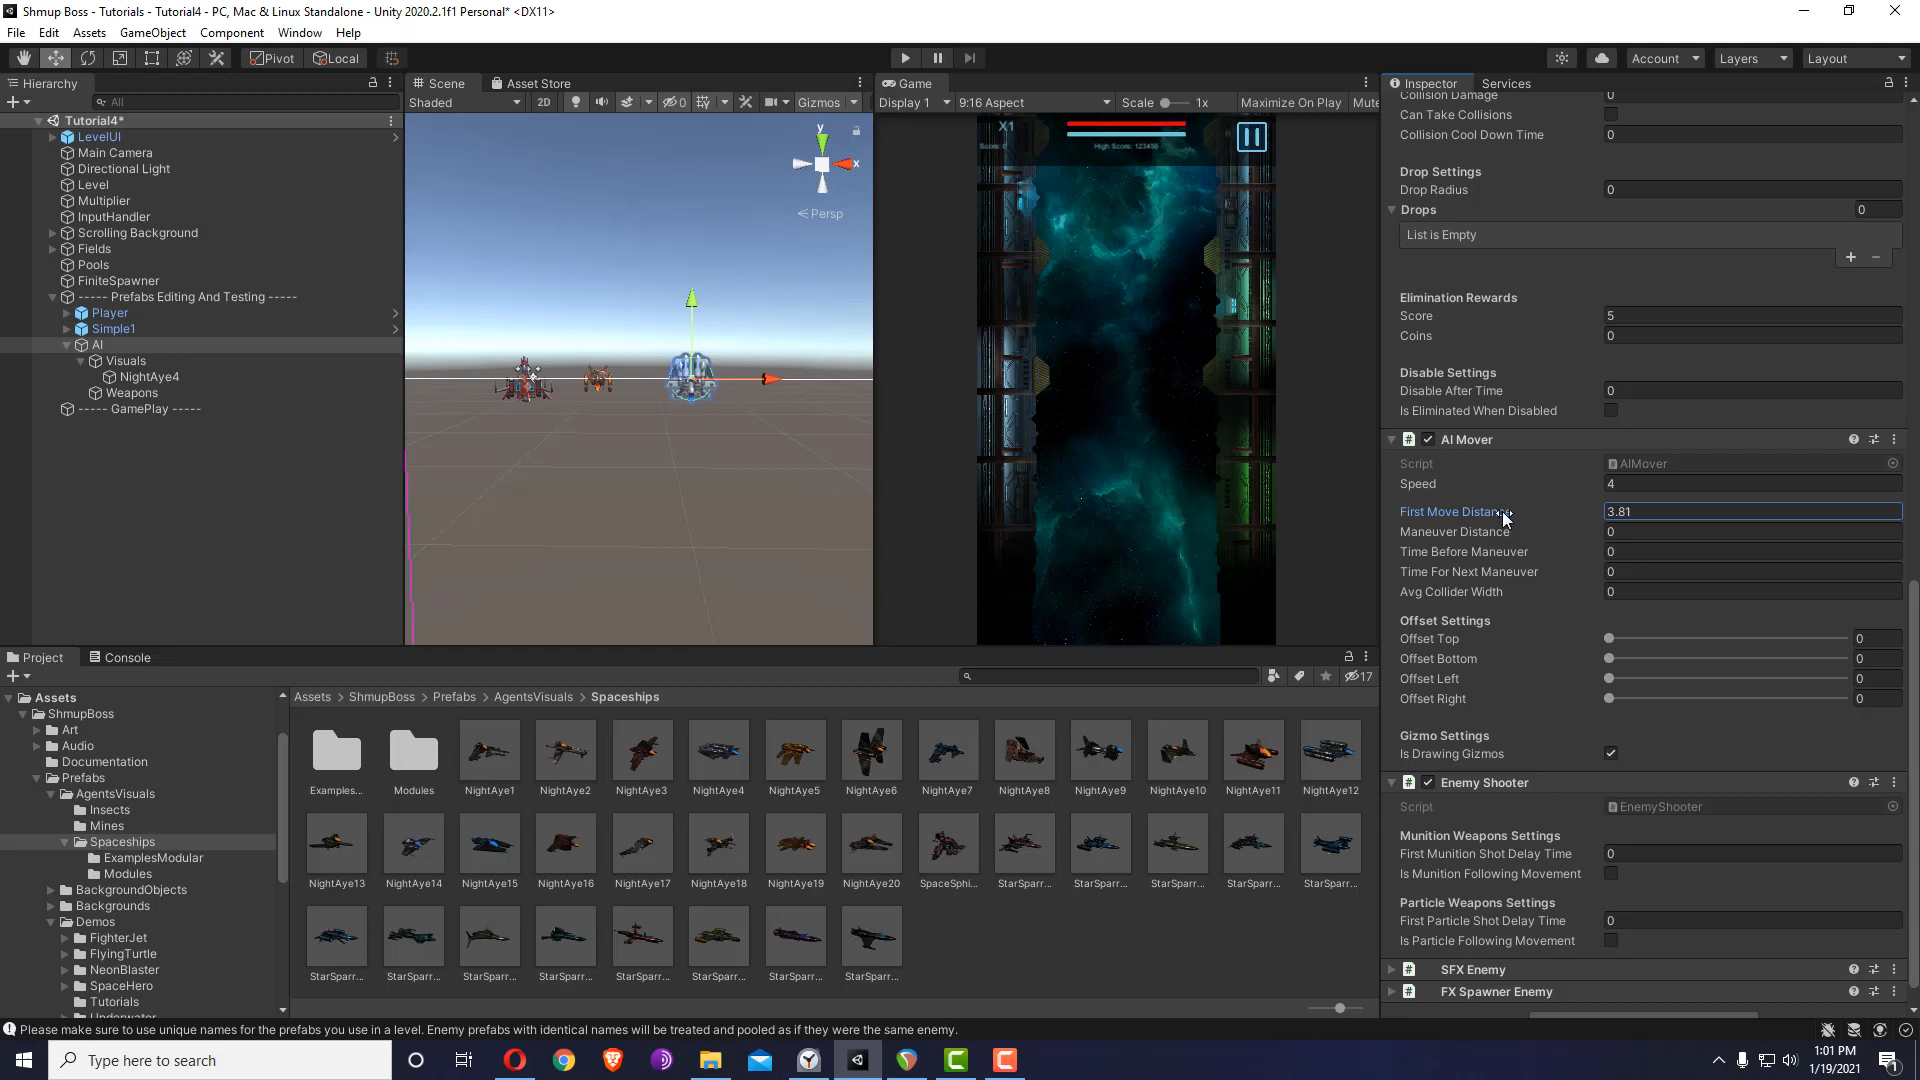 Shmup Boss - Tutorials - Tutorial4 - PC, Mac & Linux Standalone - Unity 2020.2.1f1 Personal* <DX11>
File Edit Assets GameObject Component Window Help
Pivot Local Account Layers Layout
Hierarchy
All
Tutorial4*
LevelUI
Main Camera
Directional Light
Level
Multiplier
InputHandler
Scrolling Background
Fields
Pools
FiniteSpawner
----- Prefabs Editing And Testing -----
Player
Simple1
AI
Visuals
NightAye4
Weapons
----- GamePlay -----
Scene Asset Store
Shaded 2D 0 Gizmos
y
x
Persp
Game
Display 1 9:16 Aspect Scale 1x Maximize On Play Mute
X1
Score: 0 High Score: 123456
Inspector Services
Collision Damage 0
Can Take Collisions
Collision Cool Down Time 0
Drop Settings
Drop Radius 0
Drops 0
List is Empty
Elimination Rewards
Score 5
Coins 0
Disable Settings
Disable After Time 0
Is Eliminated When Disabled
AI Mover
Script AIMover
Speed 4
First Move Distance 3.81
Maneuver Distance 0
Time Before Maneuver 0
Time For Next Maneuver 0
Avg Collider Width 0
Offset Settings
Offset Top 0
Offset Bottom 0
Offset Left 0
Offset Right 0
Gizmo Settings
Is Drawing Gizmos
Enemy Shooter
Script EnemyShooter
Munition Weapons Settings
First Munition Shot Delay Time 0
Is Munition Following Movement
Particle Weapons Settings
First Particle Shot Delay Time 0
Is Particle Following Movement
SFX Enemy
FX Spawner Enemy
Project Console
17
Assets
ShmupBoss
Art
Audio
Documentation
Prefabs
AgentsVisuals
Insects
Mines
Spaceships
ExamplesModular
Modules
BackgroundObjects
Backgrounds
Demos
FighterJet
FlyingTurtle
NeonBlaster
SpaceHero
Tutorials
Underwater
Assets > ShmupBoss > Prefabs > AgentsVisuals > Spaceships
Examples... Modules NightAye1 NightAye2 NightAye3 NightAye4 NightAye5 NightAye6 NightAye7 NightAye8 NightAye9 NightAye10 NightAye11 NightAye12
NightAye13 NightAye14 NightAye15 NightAye16 NightAye17 NightAye18 NightAye19 NightAye20 SpaceSphi... StarSparr... StarSparr... StarSparr... StarSparr... StarSparr...
StarSparr... StarSparr... StarSparr... StarSparr... StarSparr... StarSparr... StarSparr... StarSparr...
Please make sure to use unique names for the prefabs you use in a level. Enemy prefabs with identical names will be treated and pooled as if they were the same enemy.
Type here to search
1:01 PM
1/19/2021
1